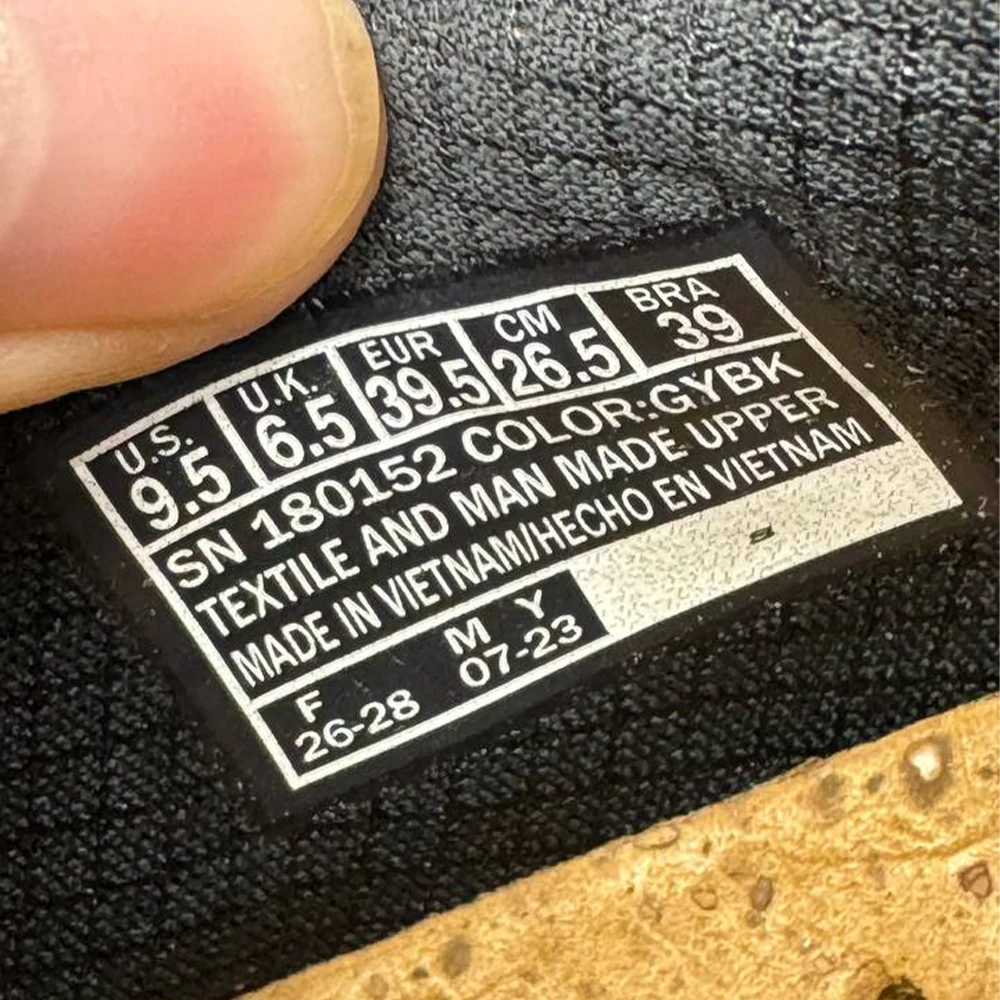 U.S. U.K. EUR CM BRA
9.5 6.5 39.5 26.5 39
SN 180152 COLOR:GYBK
TEXTILE AND MAN MADE UPPER
MADE IN VIETNAM/HECHO EN VIETNAM
F M Y
26-28 07-23